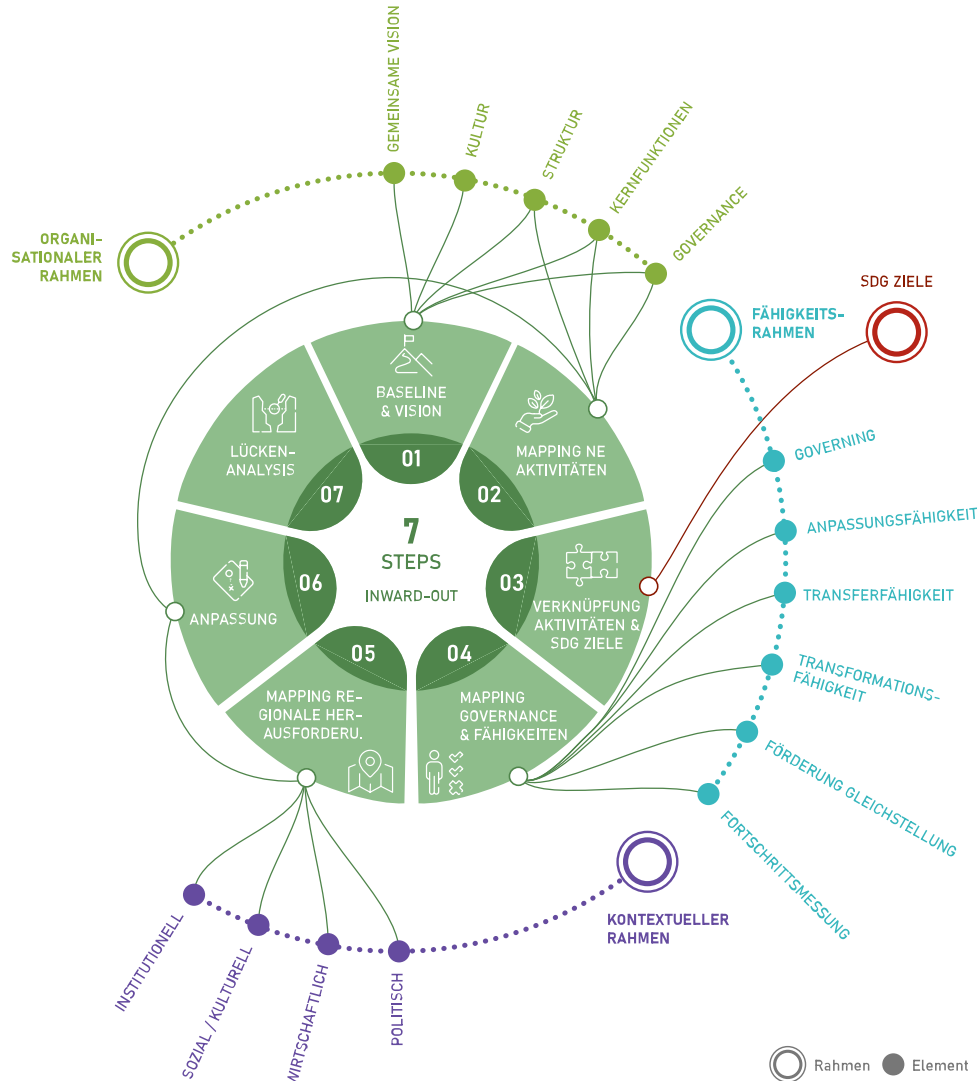 GEMEINSAME VISION
KULTUR
STRUKTUR
KERNFUNKTIONEN
GOVERNANCE
ORGANI-
SATIONALER
RAHMEN
SDG ZIELE
FÄHIGKEITS-
RAHMEN
GOVERNING
ANPASSUNGSFÄHIGKEIT
TRANSFERFÄHIGKEIT
TRANSFORMATIONS-
FÄHIGKEIT
FÖRDERUNG GLEICHSTELLUNG
FORTSCHRITTSMESSUNG
BASELINE
& VISION
01
MAPPING NE
AKTIVITÄTEN
02
03
VERKNÜPFUNG
AKTIVITÄTEN &
SDG ZIELE
04
MAPPING
GOVERNANCE
& FÄHIGKEITEN
05
MAPPING RE-
GIONALE HER-
AUSFORDERU.
06
ANPASSUNG
LÜCKEN-
ANALYSIS
07
7
STEPS
INWARD-OUT
KONTEXTUELLER
RAHMEN
INSTITUTIONELL
SOZIAL / KULTURELL
WIRTSCHAFTLICH
POLITISCH
Rahmen
Element